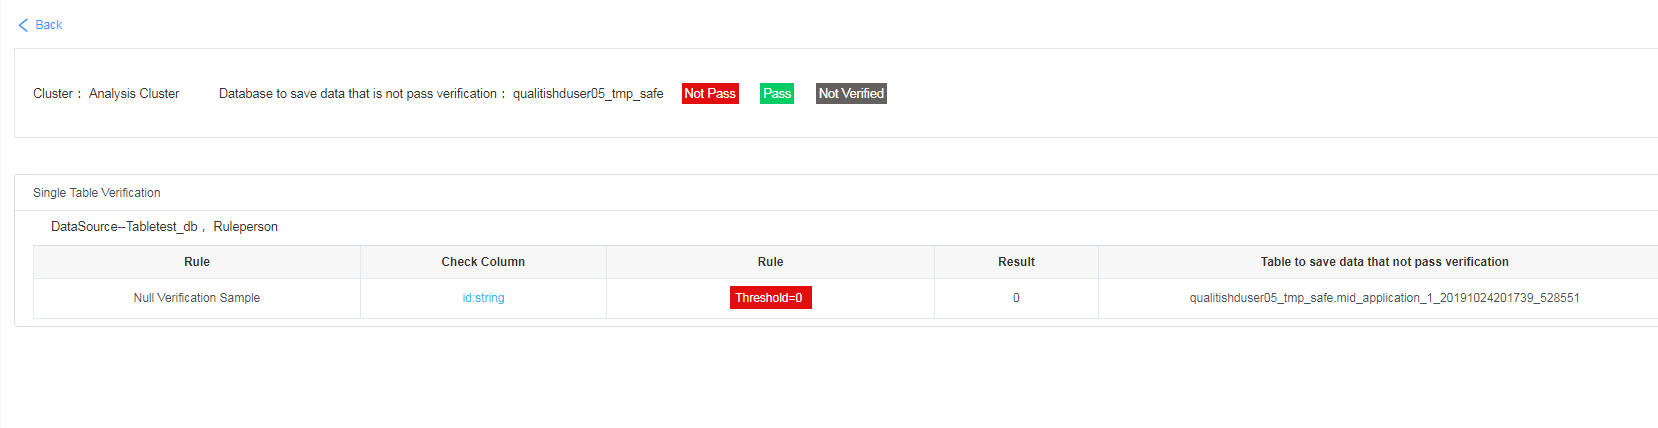 Back
Cluster： Analysis Cluster Database to save data that is not pass verification： qualitishduser05_tmp_safe Not Pass Pass Not Verified
Single Table Verification
DataSource--Tabletest_db， Ruleperson
Rule Check Column Rule Result Table to save data that not pass verification
Null Verification Sample id:string Threshold=0 0 qualitishduser05_tmp_safe.mid_application_1_20191024201739_528551